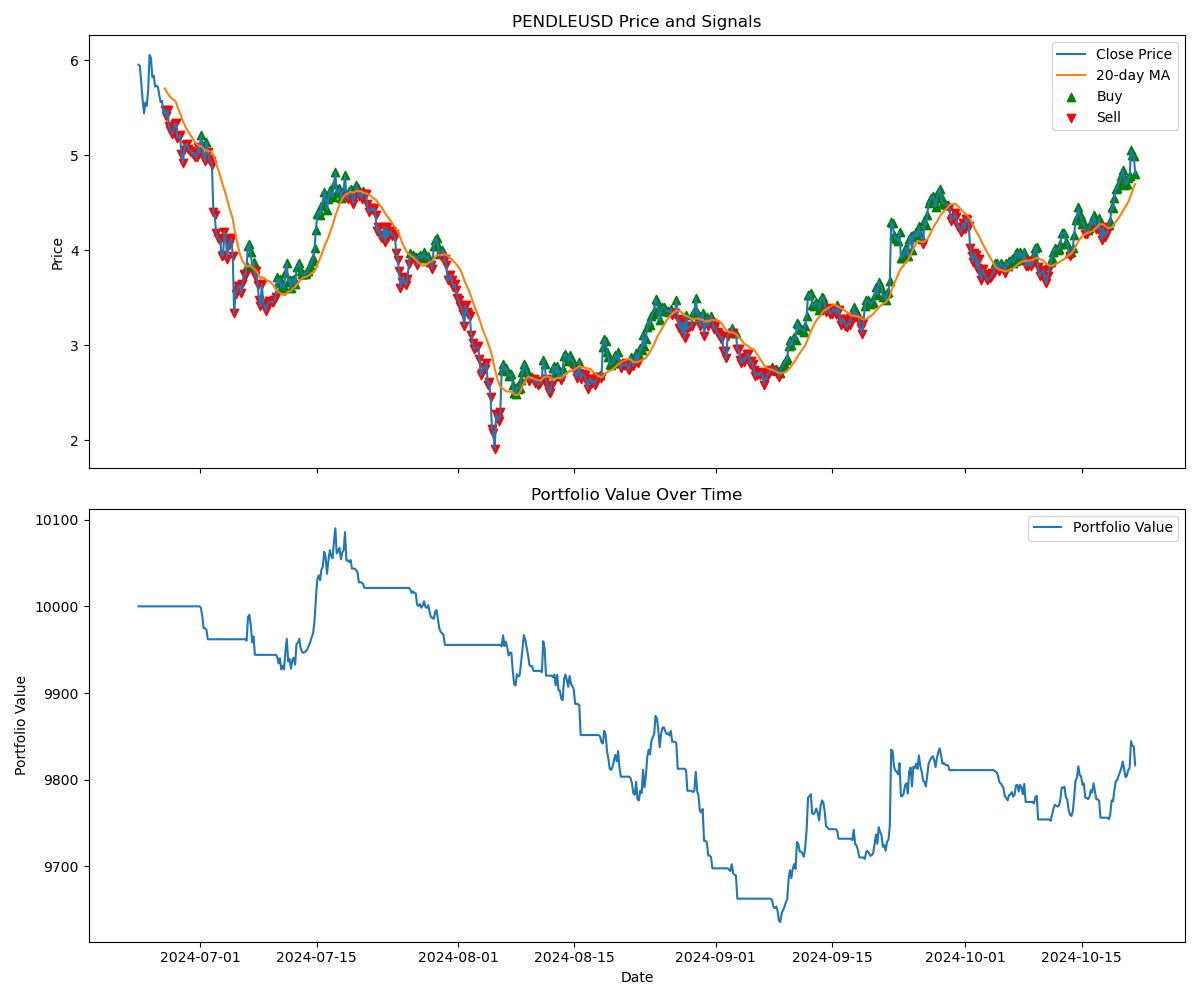 PENDLEUSD Price and Signals
Close Price
20-day MA
Buy
Sell
6
5
4
3
2
Price
Portfolio Value Over Time
Portfolio Value
10100
10000
9900
9800
9700
Portfolio Value
2024-07-01 2024-07-15 2024-08-01 2024-08-15 2024-09-01 2024-09-15 2024-10-01 2024-10-15
Date